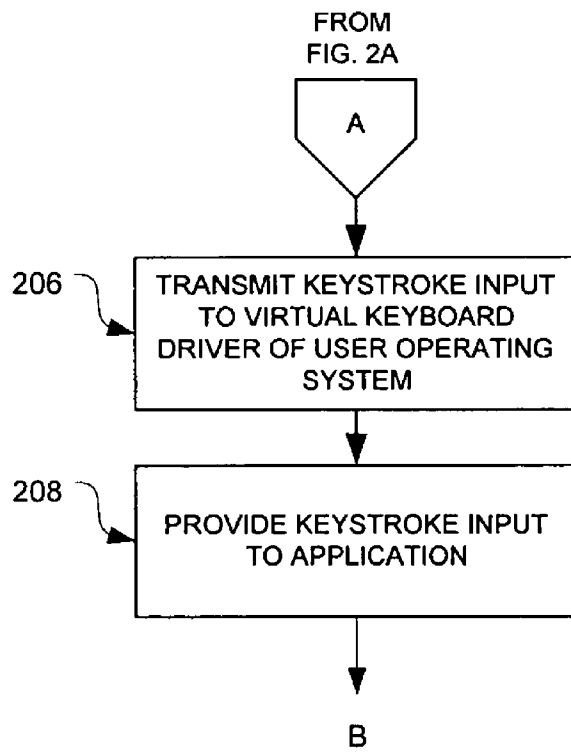 FROM
FIG. 2A
A
206
TRANSMIT KEYSTROKE INPUT
TO VIRTUAL KEYBOARD
DRIVER OF USER OPERATING
SYSTEM
208
PROVIDE KEYSTROKE INPUT
TO APPLICATION
B